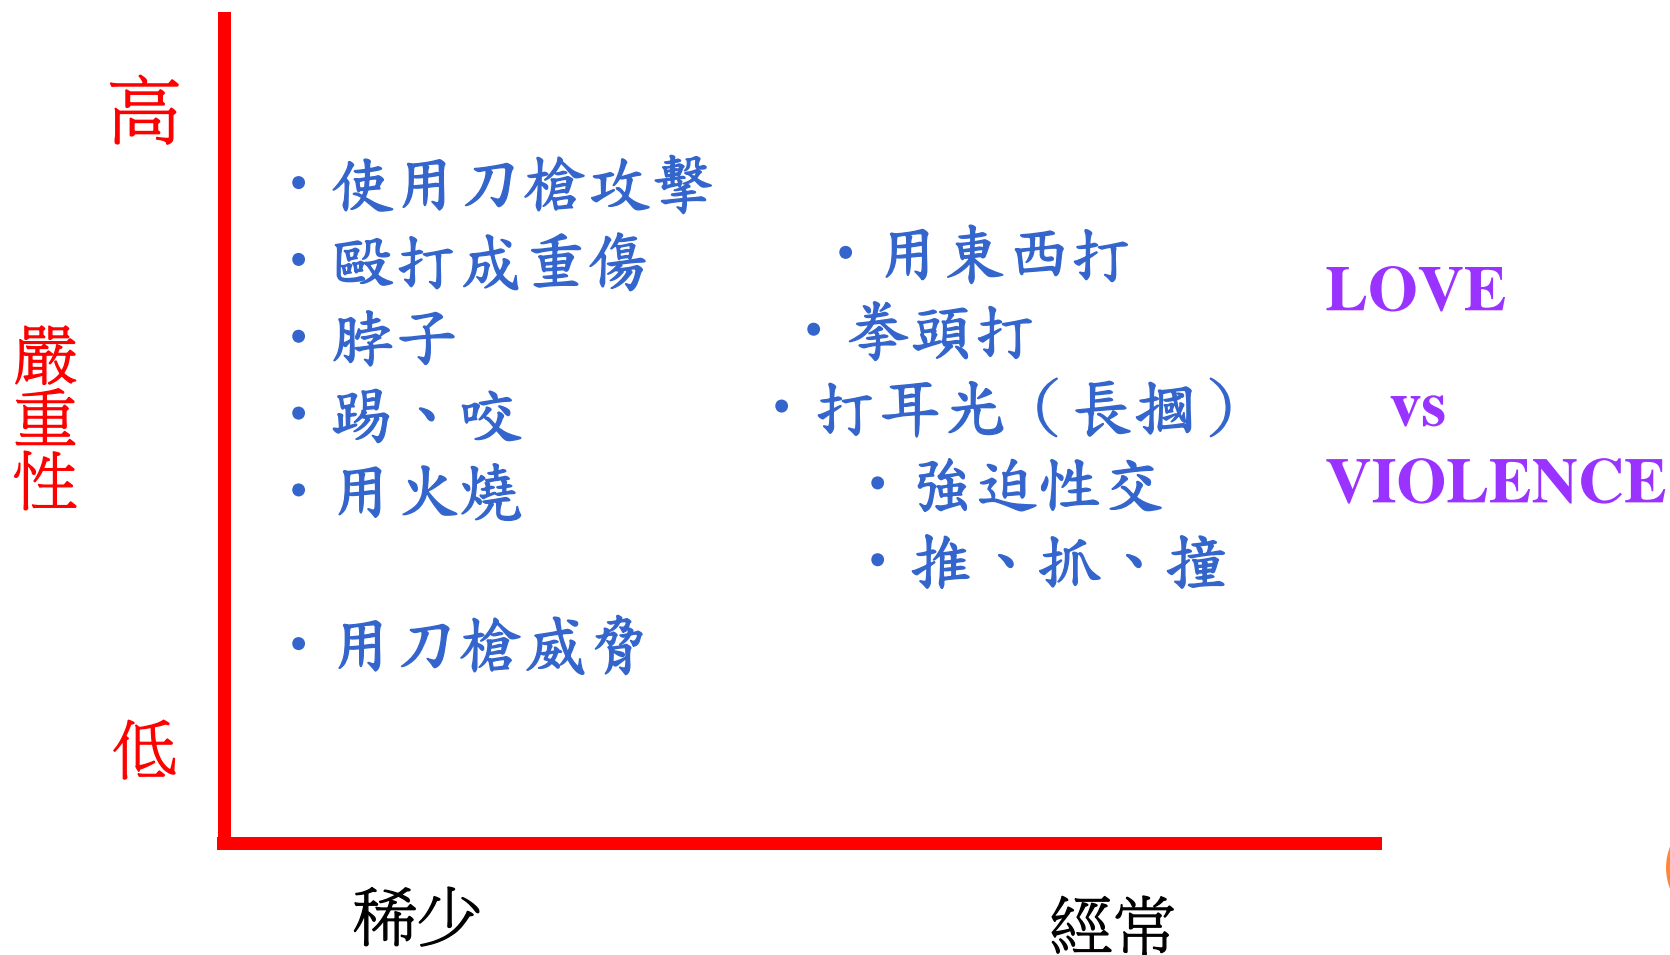 高
嚴重性
低
•使用刀槍攻擊
•毆打成重傷
•脖子
•踢、咬
•用火燒
•用刀槍威脅
•用東西打
•拳頭打
•打耳光（長摑）
•強迫性交
•推、抓、撞
LOVE
vs
VIOLENCE
稀少
經常